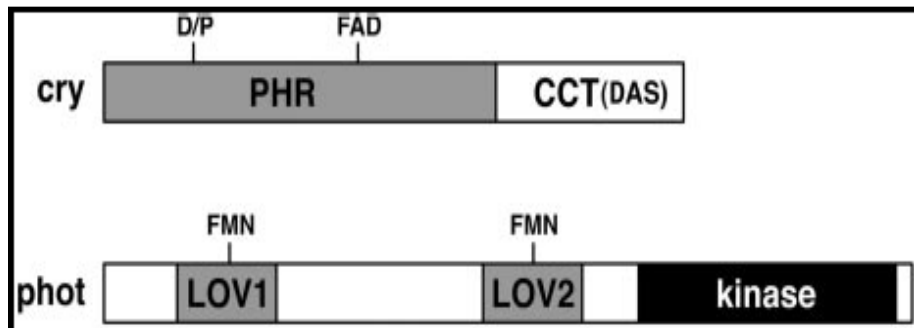 D/P FAD
cry PHR CCT(DAS)
FMN FMN
phot LOV1 LOV2 kinase